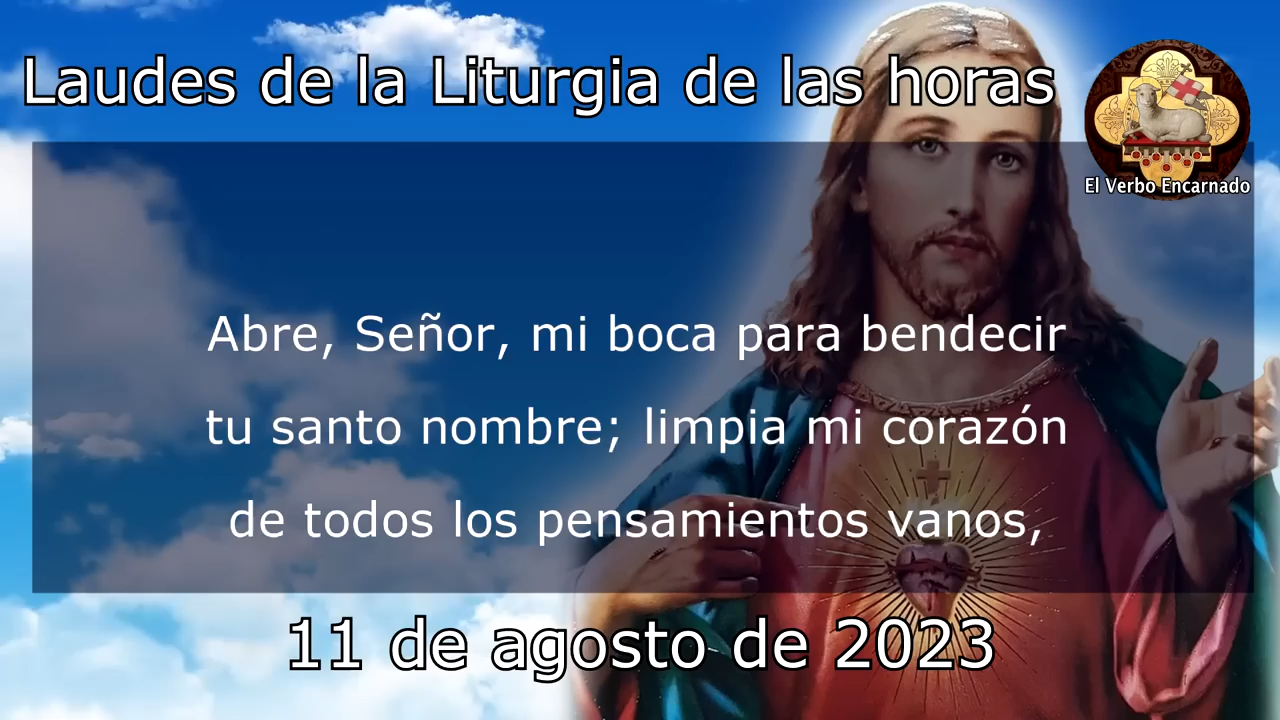 Laudes de la Liturgia de las horas
El Verbo Encarnado
Abre, Señor, mi boca para bendecir
tu santo nombre; limpia mi corazón
de todos los pensamientos vanos,
11 de agosto de 2023